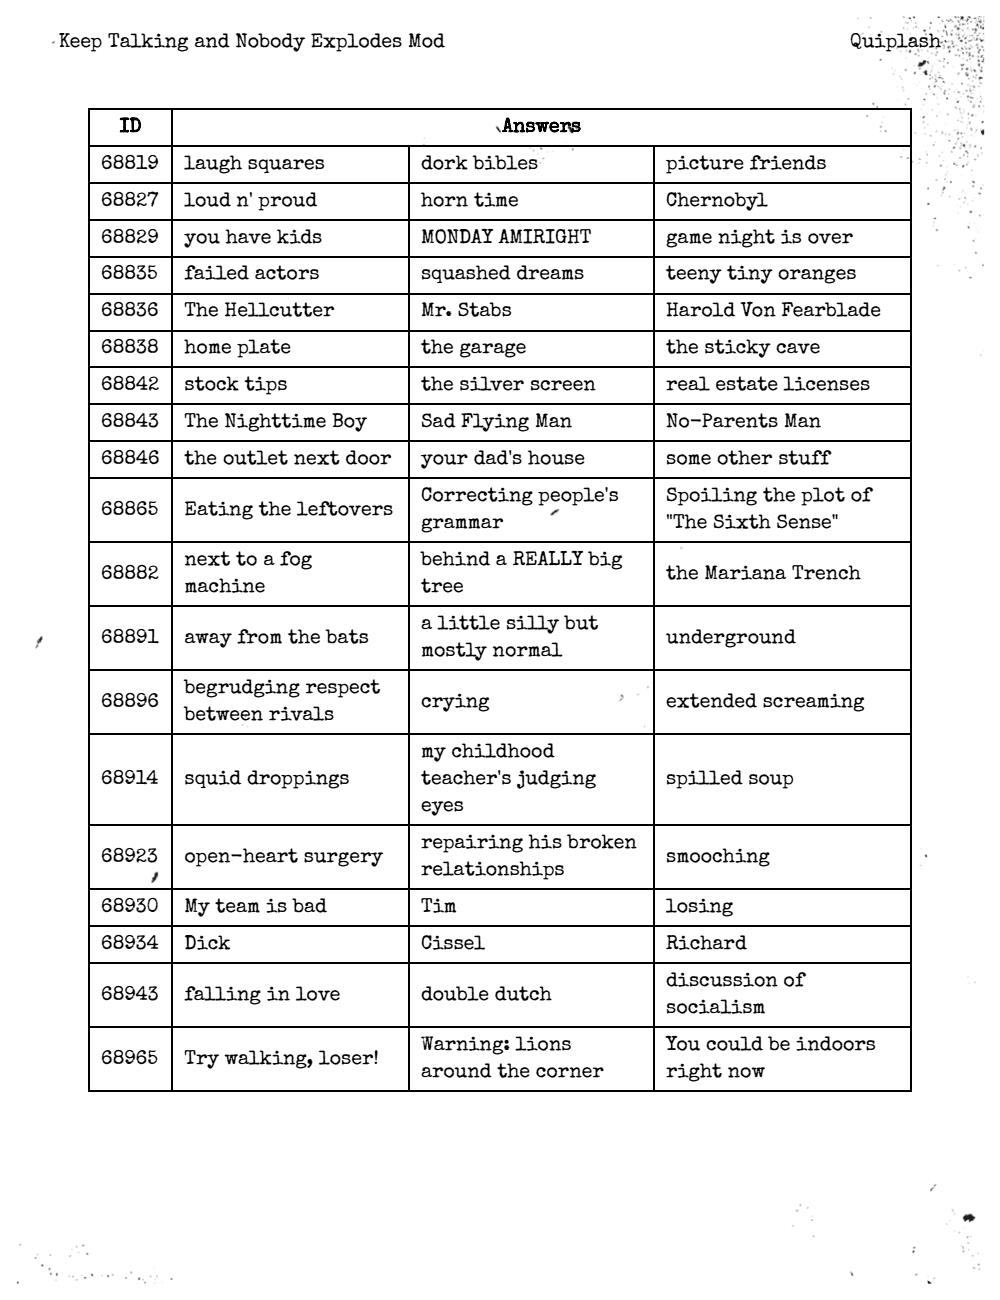 Keep Talking and Nobody Explodes Mod Quiplash
ID Answers
68819 laugh squares dork bibles picture friends
68827 loud n' proud horn time Chernobyl
68829 you have kids MONDAY AMIRIGHT game night is over
68835 failed actors squashed dreams teeny tiny oranges
68836 The Hellcutter Mr. Stabs Harold Von Fearblade
68838 home plate the garage the sticky cave
68842 stock tips the silver screen real estate licenses
68843 The Nighttime Boy Sad Flying Man No-Parents Man
68846 the outlet next door your dad's house some other stuff
68865 Eating the leftovers Correcting people's grammar Spoiling the plot of "The Sixth Sense"
68882 next to a fog machine behind a REALLY big tree the Mariana Trench
68891 away from the bats a little silly but mostly normal underground
68896 begrudging respect between rivals crying extended screaming
68914 squid droppings my childhood teacher's judging eyes spilled soup
68923 open-heart surgery repairing his broken relationships smooching
68930 My team is bad Tim losing
68934 Dick Cissel Richard
68943 falling in love double dutch discussion of socialism
68965 Try walking, loser! Warning: lions around the corner You could be indoors right now